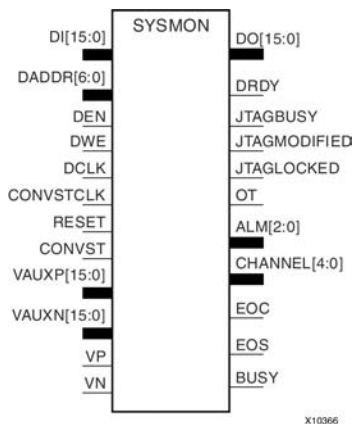 SYSMON
DI[15:0]
DADDR[6:0]
DEN
DWE
DCLK
CONVSTCLK
RESET
CONVST
VAUXP[15:0]
VAUXN[15:0]
VP
VN
DO[15:0]
DRDY
JTAGBUSY
JTAGMODIFIED
JTAGLOCKED
OT
ALM[2:0]
CHANNEL[4:0]
EOC
EOS
BUSY
X10366